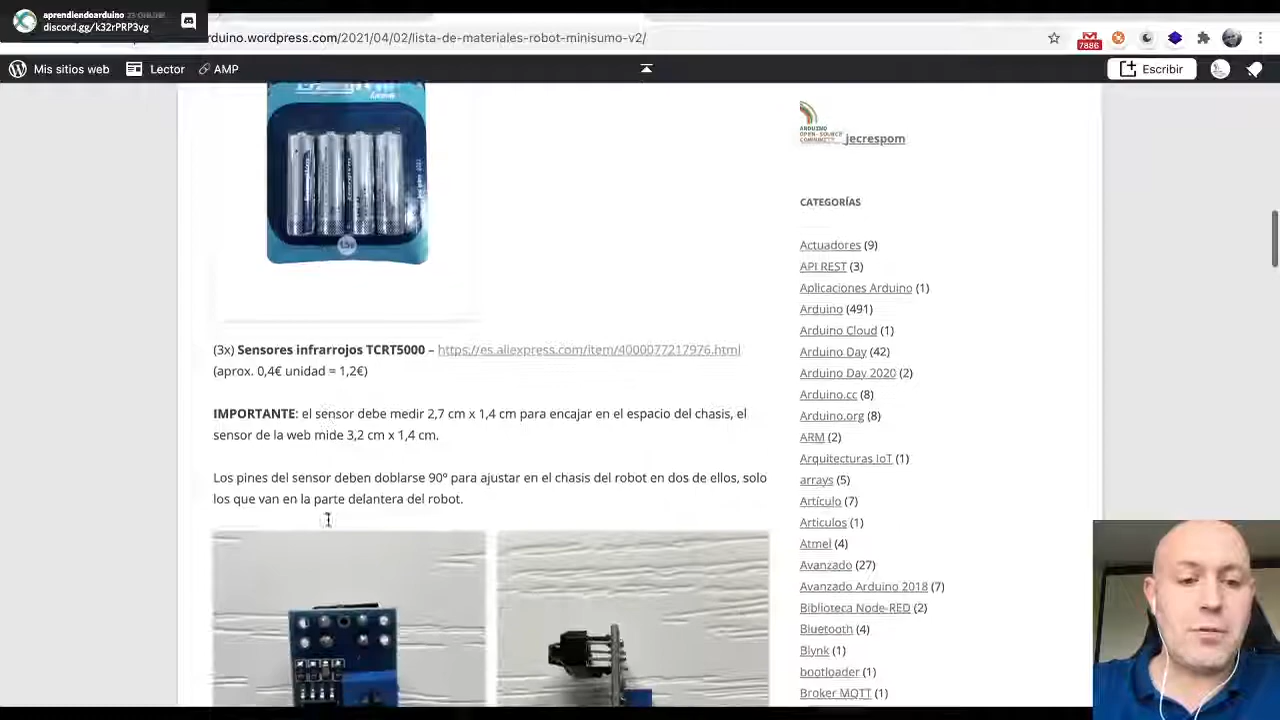 aprendiendoarduino
discord.gg/k32rPRP3vg
rduino.wordpress.com/2021/04/02/lista-de-materiales-robot-minisumo-v2/
7886
Mis sitios web
Lector
AMP
Escribir
(3x) Sensores infrarrojos TCRT5000 – https://es.aliexpress.com/item/4000077217976.html
(aprox. 0,4€ unidad = 1,2€)
IMPORTANTE: el sensor debe medir 2,7 cm x 1,4 cm para encajar en el espacio del chasis, el
sensor de la web mide 3,2 cm x 1,4 cm.
Los pines del sensor deben doblarse 90º para ajustar en el chasis del robot en dos de ellos, solo
los que van en la parte delantera del robot.
ARDUINO
OPEN-SOURCE
COMMUNITY
jecrespom
CATEGORÍAS
Actuadores (9)
API REST (3)
Aplicaciones Arduino (1)
Arduino (491)
Arduino Cloud (1)
Arduino Day (42)
Arduino Day 2020 (2)
Arduino.cc (8)
Arduino.org (8)
ARM (2)
Arquitecturas IoT (1)
arrays (5)
Artículo (7)
Articulos (1)
Atmel (4)
Avanzado (27)
Avanzado Arduino 2018 (7)
Biblioteca Node-RED (2)
Bluetooth (4)
Blynk (1)
bootloader (1)
Broker MQTT (1)